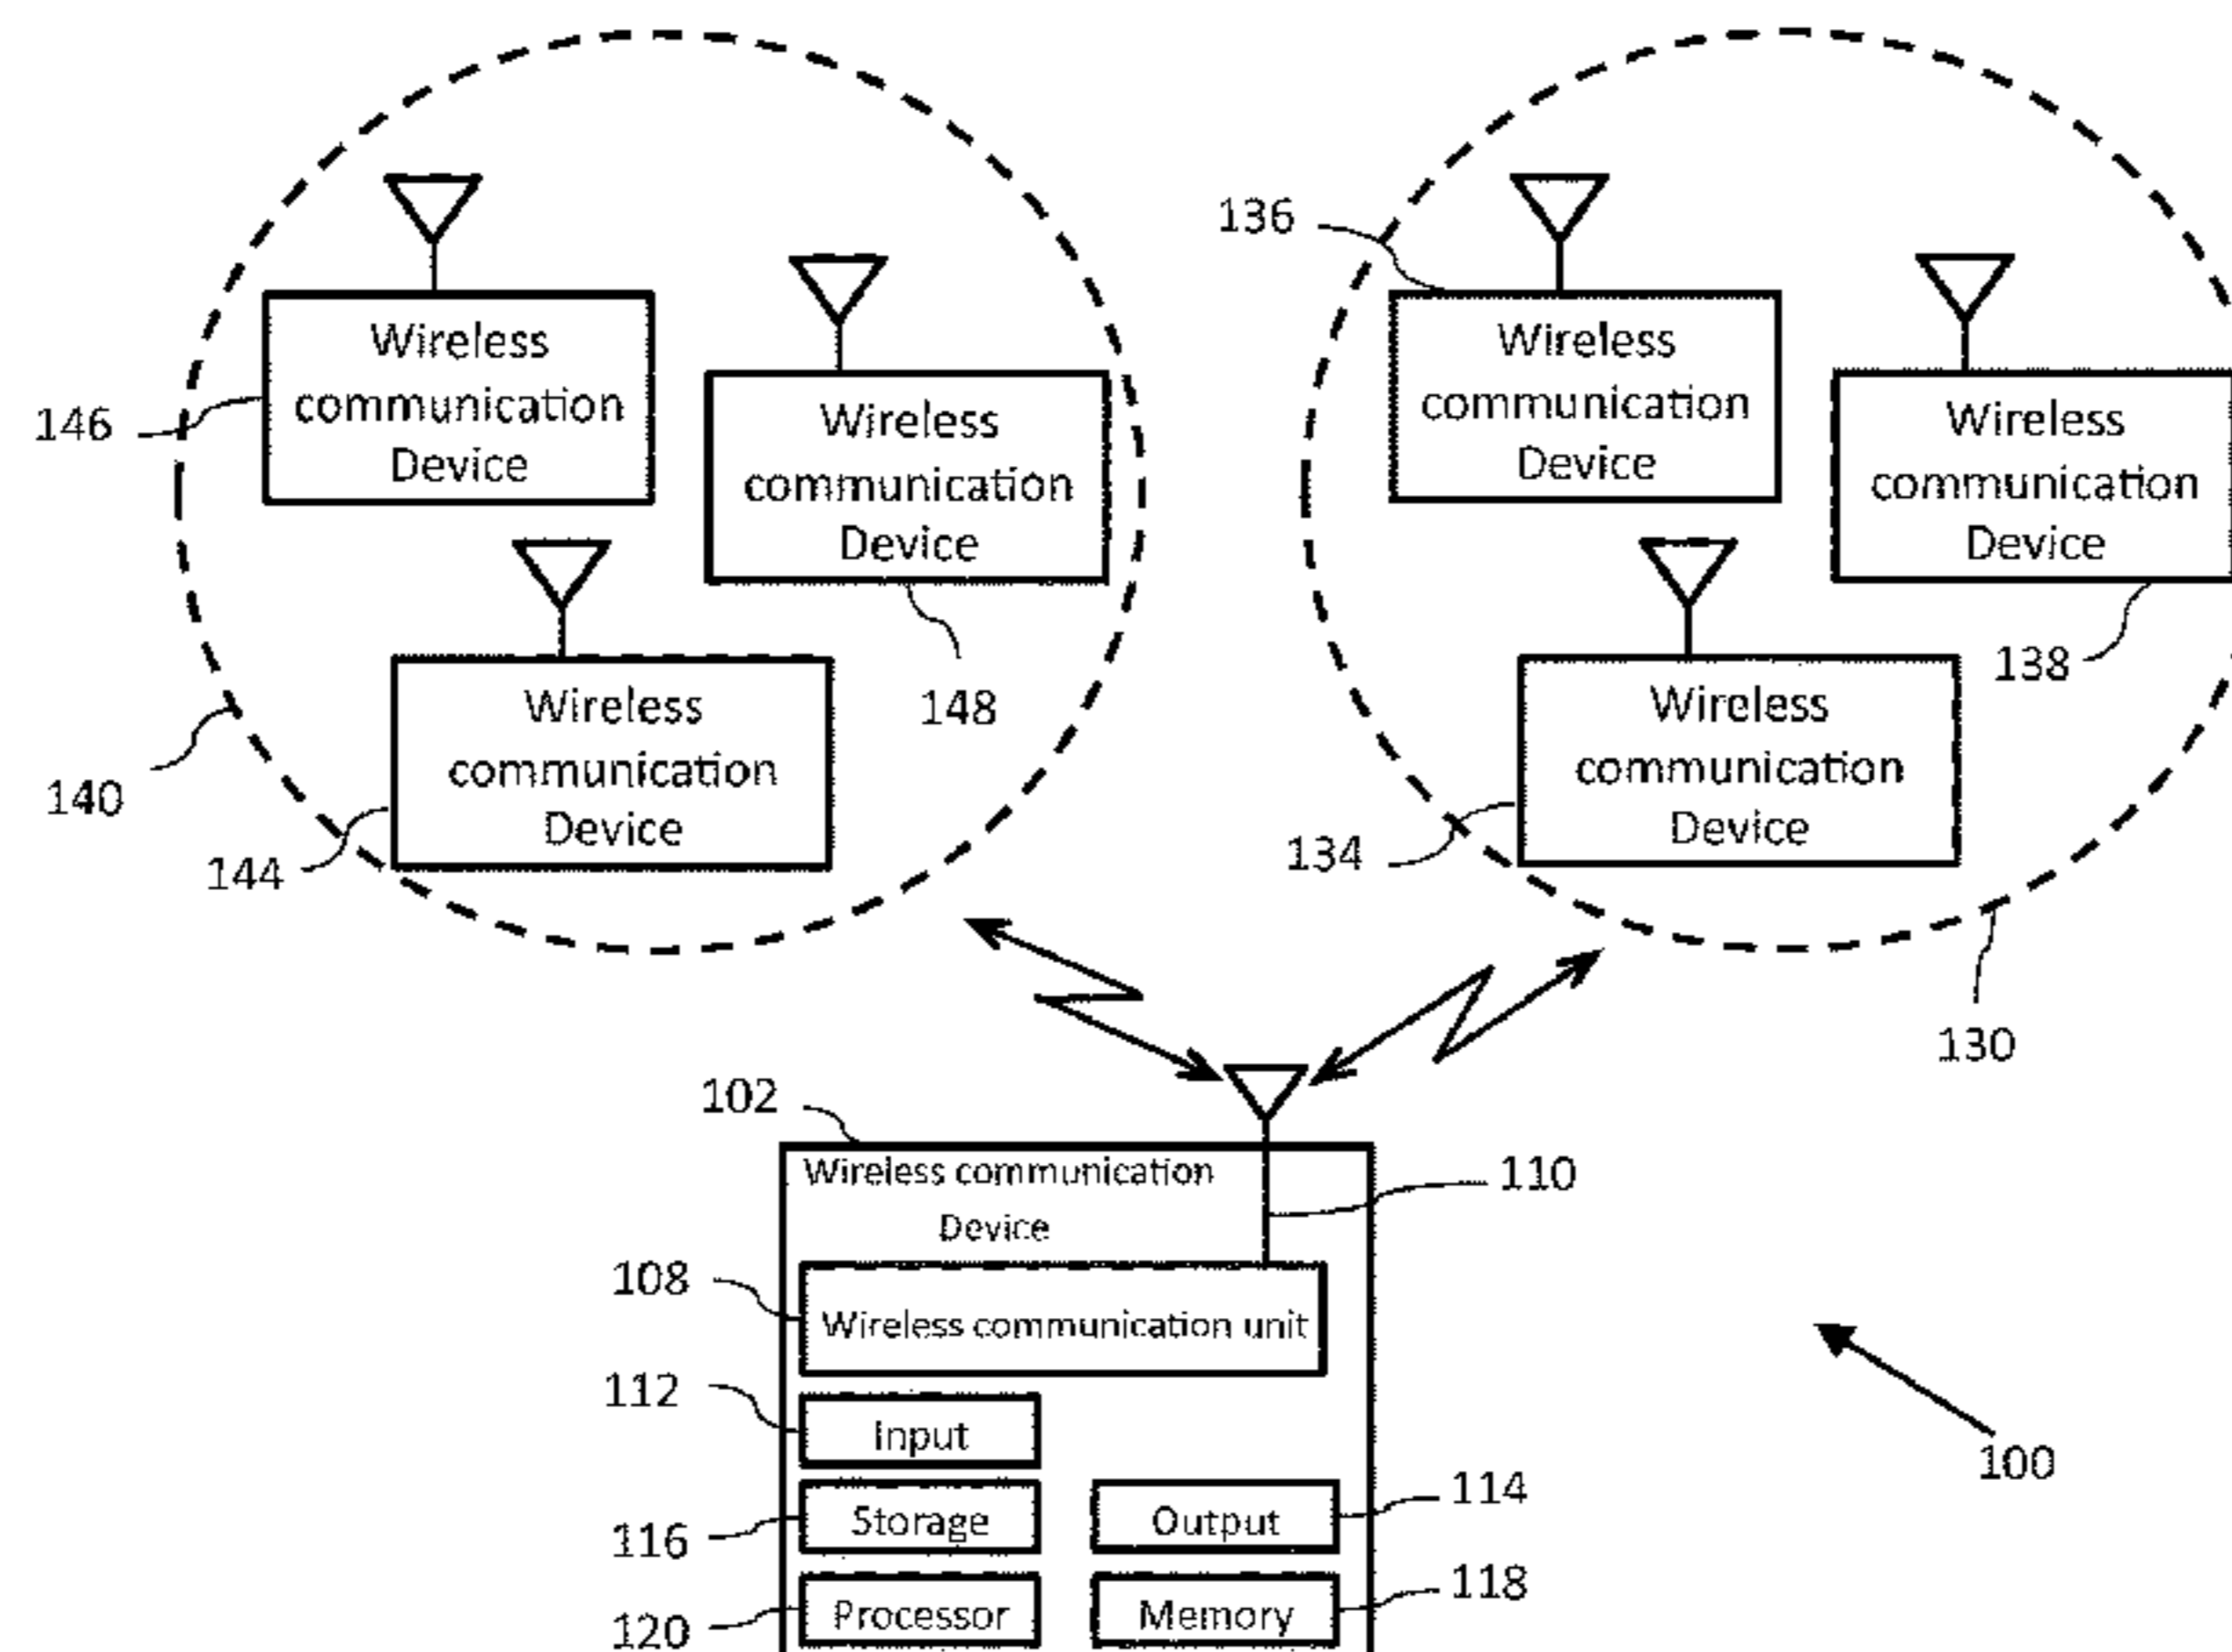 136
Wireless
communication
Device
146
Wireless
communication
Device
148
Wireless
communication
Device
144
140
Wireless
communication
Device
Wireless
communication
Device
138
Wireless
communication
Device
134
130
102
Wireless communication
Device
110
108
Wireless communication unit
112
Input
100
116
Storage
Output
114
120
Processor
Memory
118